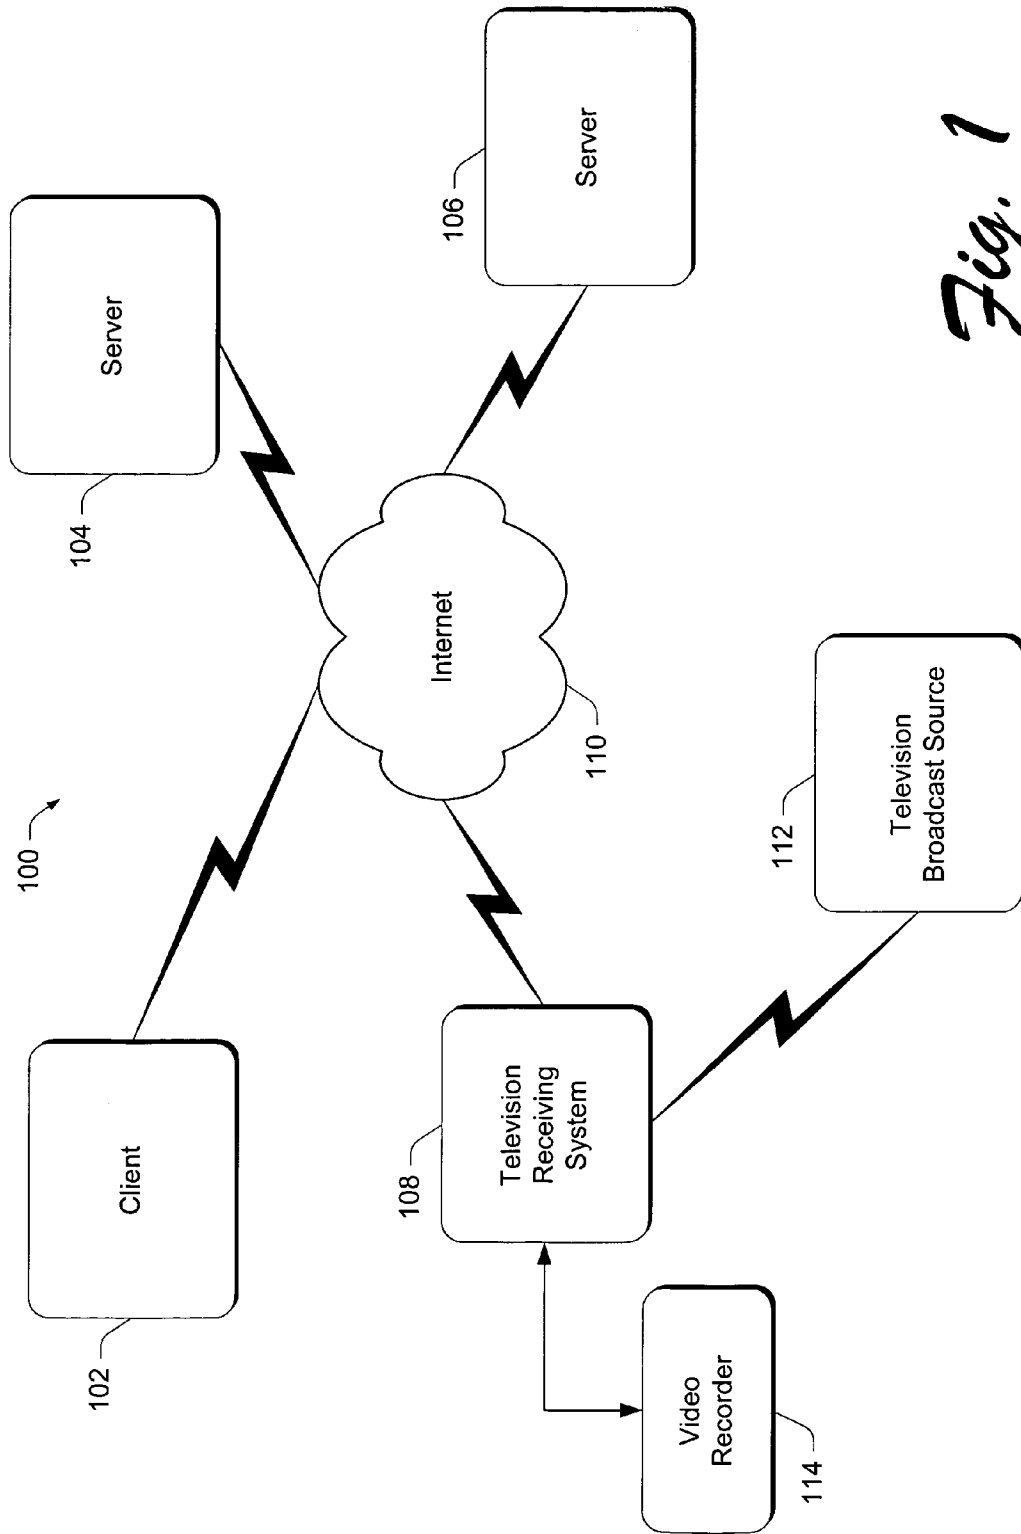 100
102
Client
104
Server
106
Server
Internet
110
108
Television
Receiving
System
112
Television
Broadcast Source
Video
Recorder
114
Fig. 1